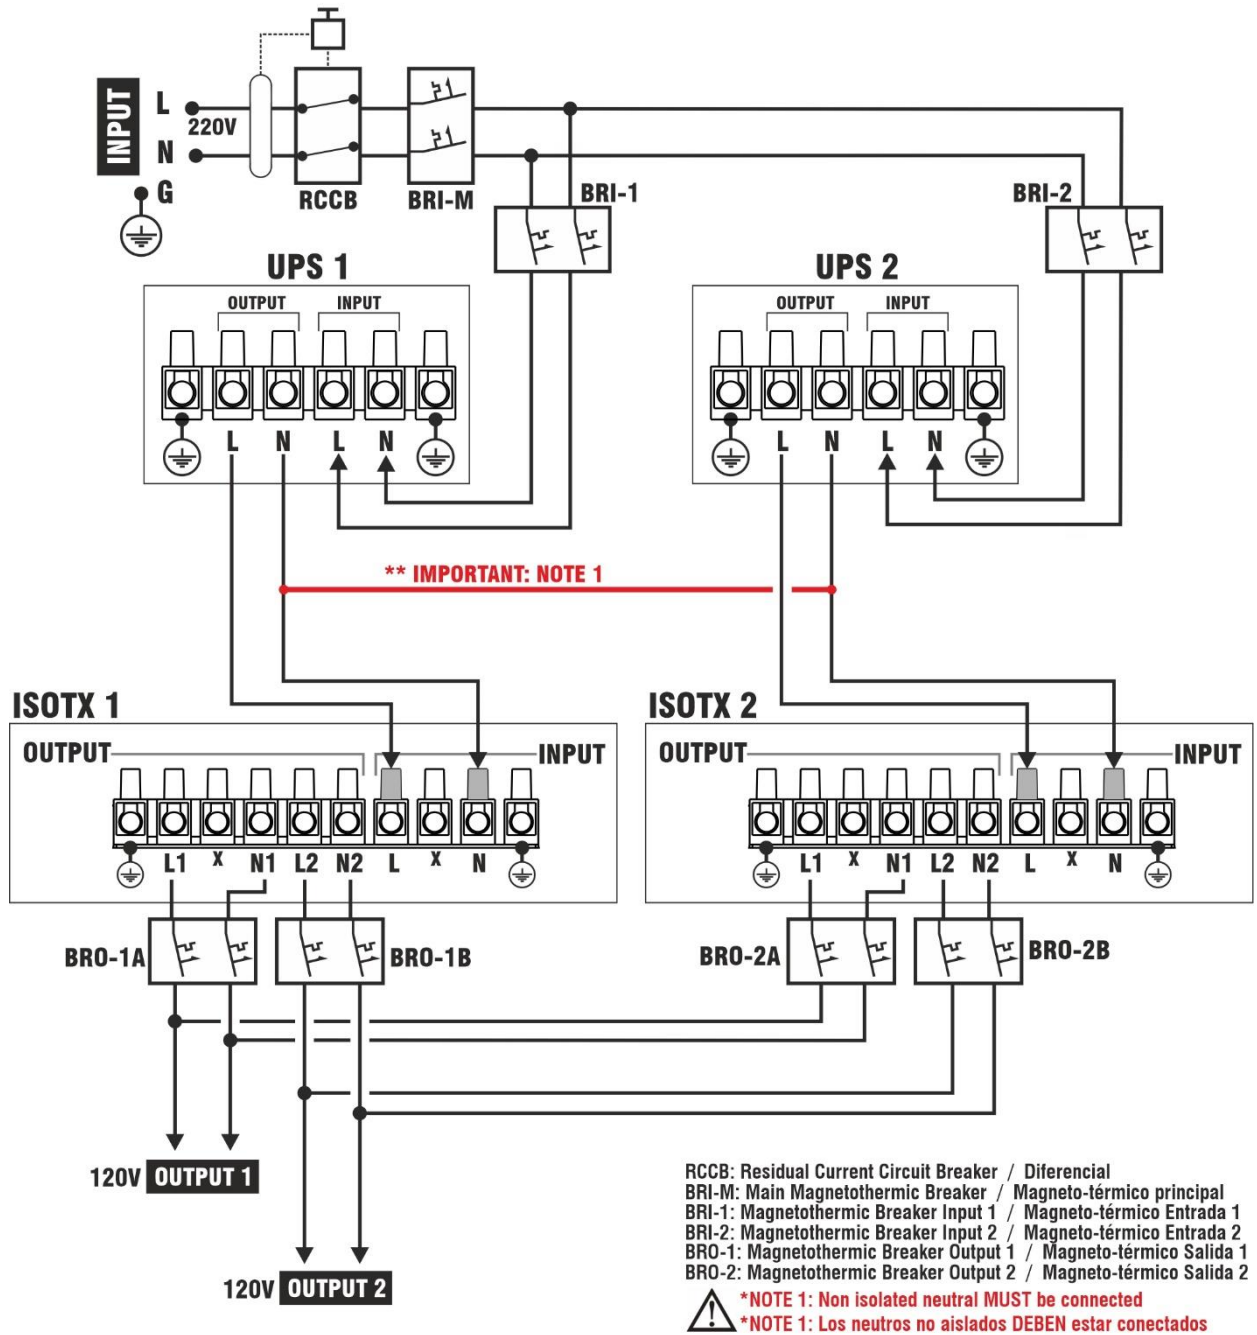 INPUT
L
220V
N
G
RCCB
BRI-M
BRI-1
BRI-2
UPS 1
OUTPUT INPUT
L N L N
UPS 2
OUTPUT INPUT
L N L N
** IMPORTANT: NOTE 1
ISOTX 1
OUTPUT INPUT
L1 X N1 L2 N2 L X N
ISOTX 2
OUTPUT INPUT
L1 X N1 L2 N2 L X N
BRO-1A
BRO-1B
BRO-2A
BRO-2B
120V OUTPUT 1
120V OUTPUT 2
RCCB: Residual Current Circuit Breaker / Diferencial
BRI-M: Main Magnetothermic Breaker / Magneto-térmico principal
BRI-1: Magnetothermic Breaker Input 1 / Magneto-térmico Entrada 1
BRI-2: Magnetothermic Breaker Input 2 / Magneto-térmico Entrada 2
BRO-1: Magnetothermic Breaker Output 1 / Magneto-térmico Salida 1
BRO-2: Magnetothermic Breaker Output 2 / Magneto-térmico Salida 2
*NOTE 1: Non isolated neutral MUST be connected
*NOTE 1: Los neutros no aislados DEBEN estar conectados